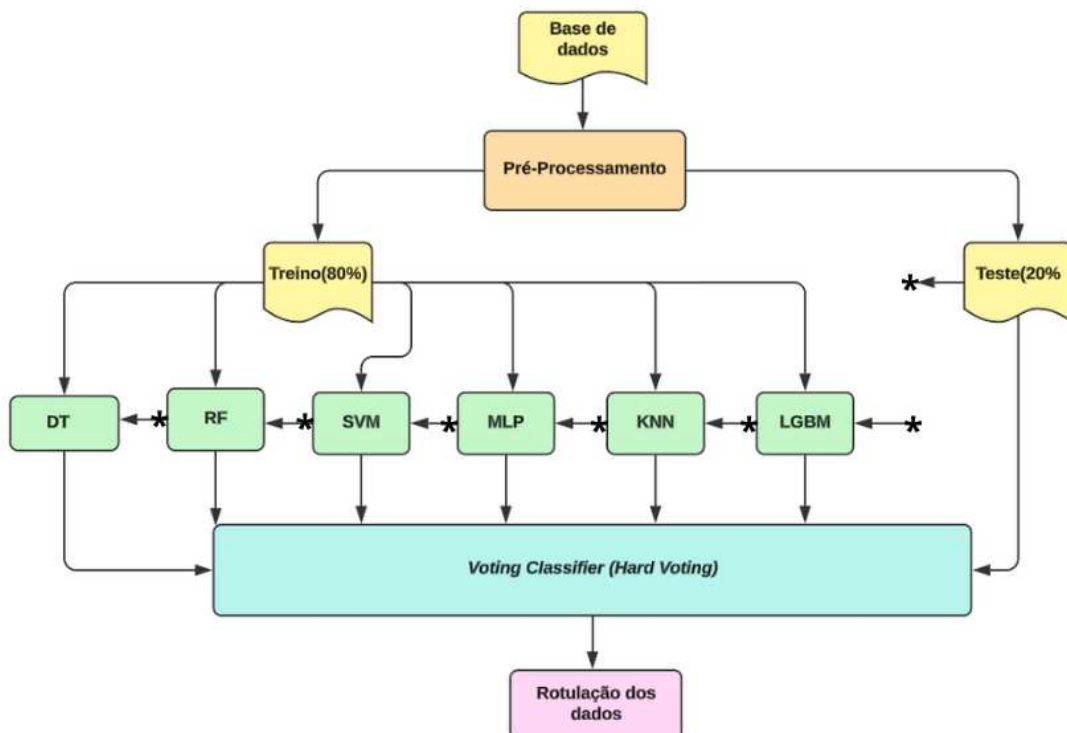 Base de
dados
Pré-Processamento
Treino(80%)
*
Teste(20%
DT
*
RF
*
SVM
*
MLP
*
KNN
*
LGBM
*
Voting Classifier (Hard Voting)
Rotulação dos
dados